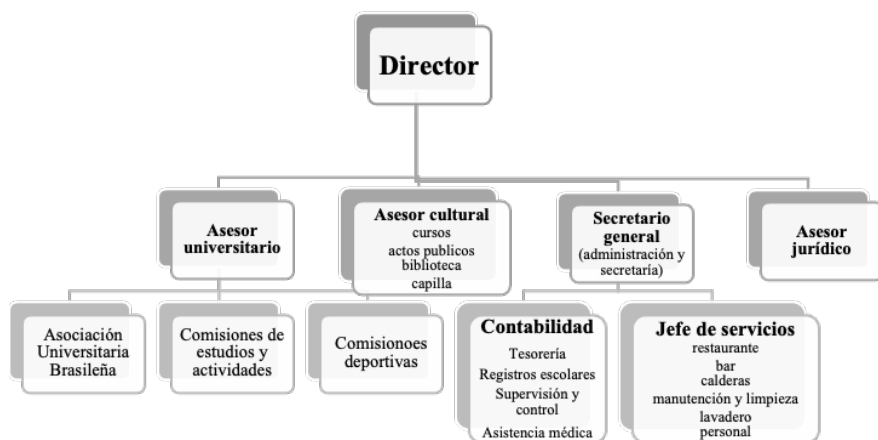 Director
Asesor
universitario
Asesor cultural
cursos
actos publicos
biblioteca
capilla
Secretario
general
(administración y
secretaría)
Asesor
jurídico
Asociación
Universitaria
Brasileña
Comisiones de
estudios y
actividades
Comisionoes
deportivas
Contabilidad
Tesorería
Registros escolares
Supervisión y
control
Asistencia médica
Jefe de servicios
restaurante
bar
calderas
manutención y limpieza
lavadero
personal